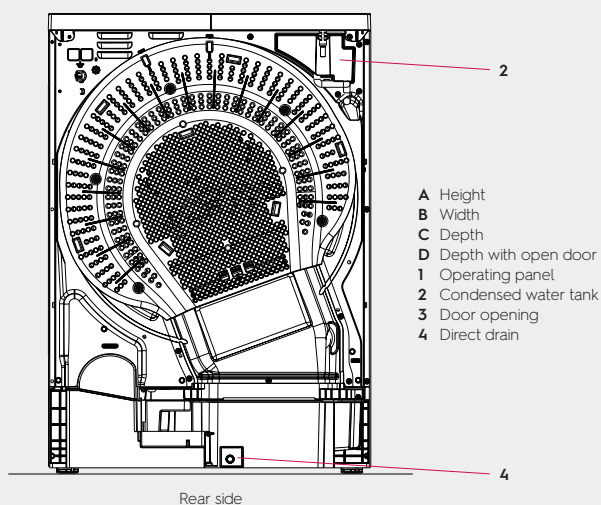 2
A Height
B Width
C Depth
D Depth with open door
1 Operating panel
2 Condensed water tank
3 Door opening
4 Direct drain
4
Rear side